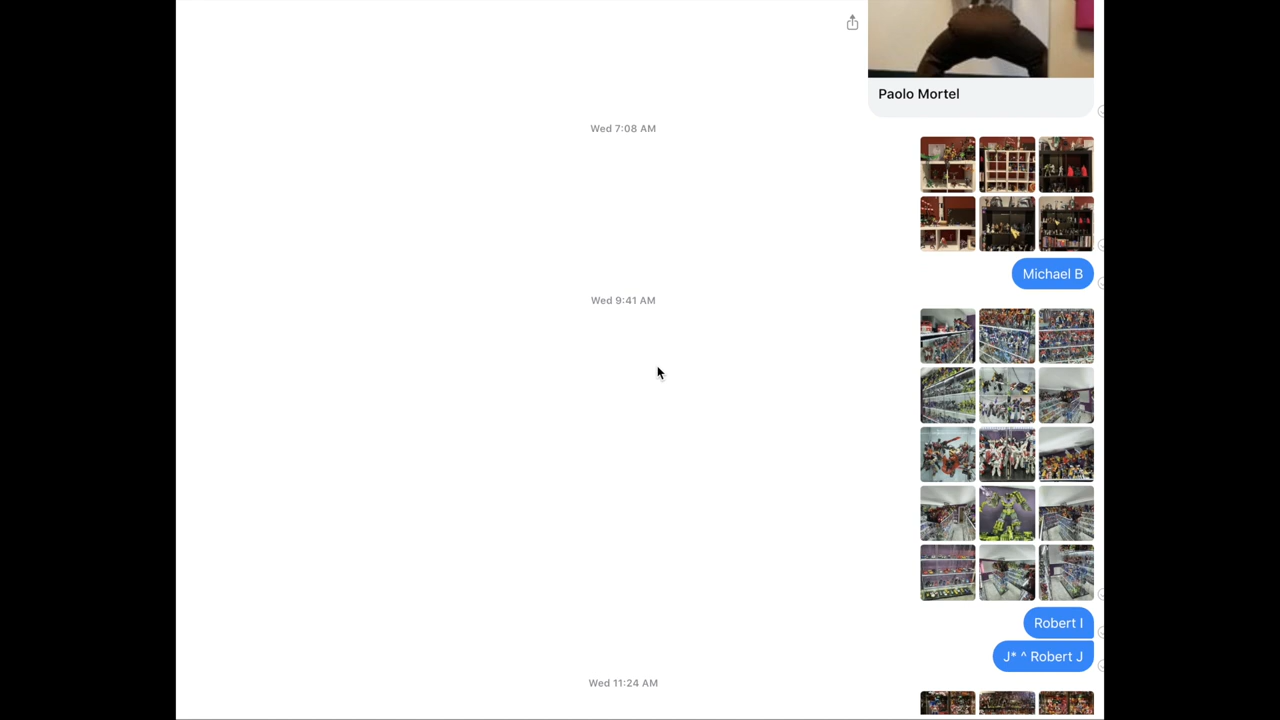 Paolo Mortel
Wed 7:08 AM
Michael B
Wed 9:41 AM
Robert I
J* ^ Robert J
Wed 11:24 AM